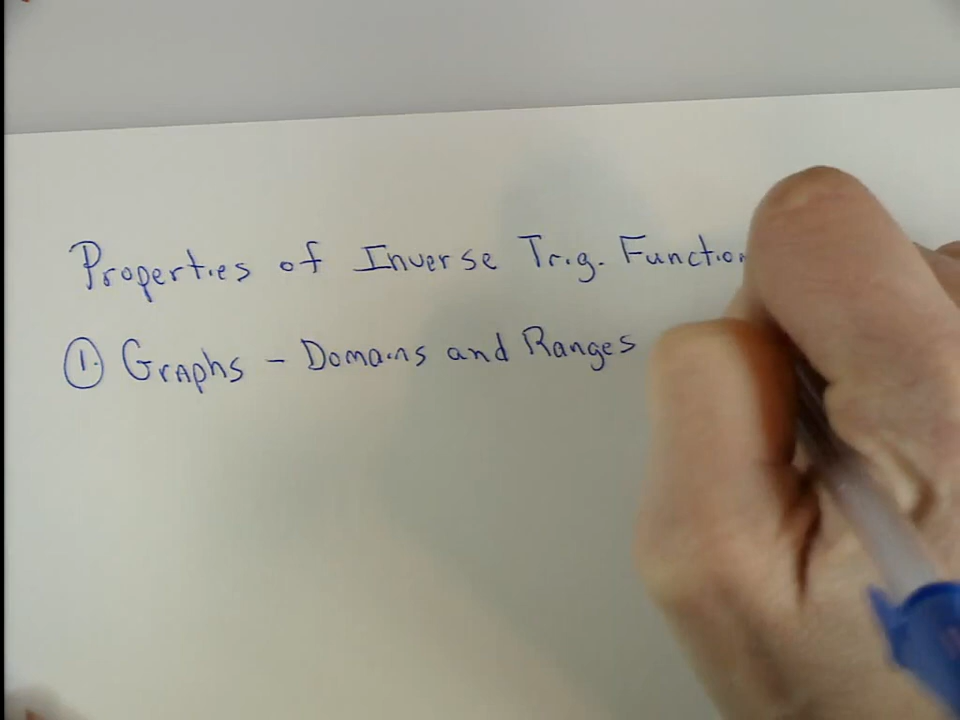 Properties of Inverse Trig. Function
① Graphs - Domains and Ranges